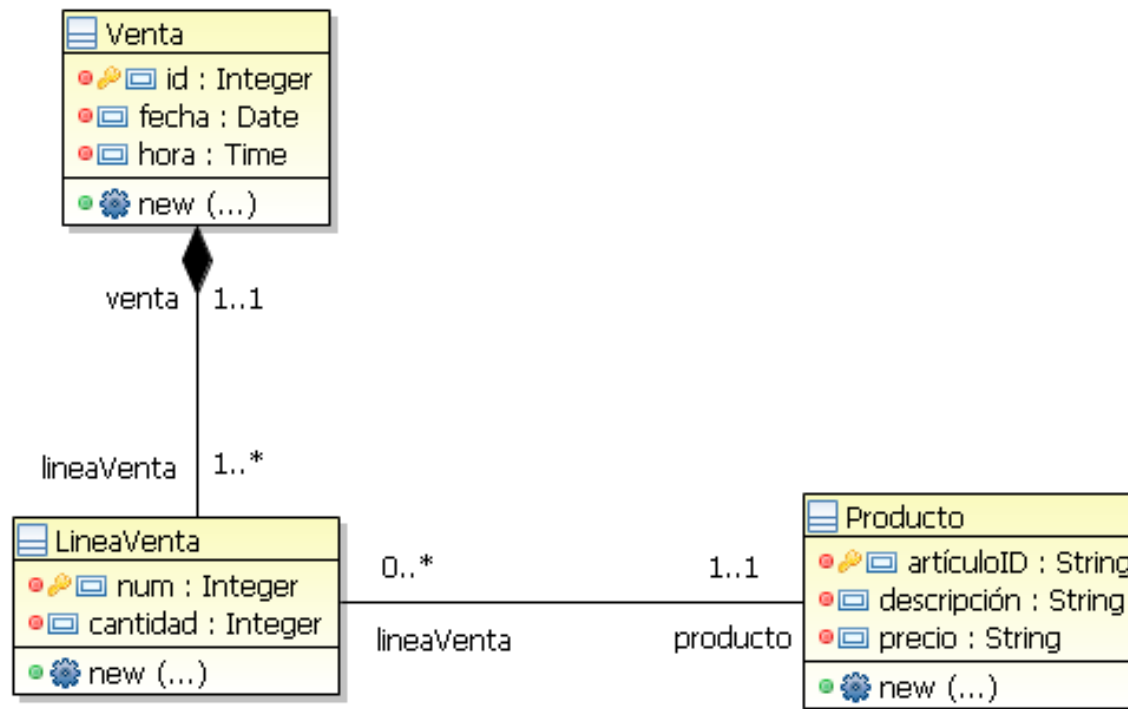 Venta
id : Integer
fecha : Date
hora : Time
new (...)
venta 1..1
lineaVenta 1..*
LineaVenta
num : Integer
cantidad : Integer
new (...)
0..* 1..1
lineaVenta producto
Producto
artículoID : String
descripción : String
precio : String
new (...)